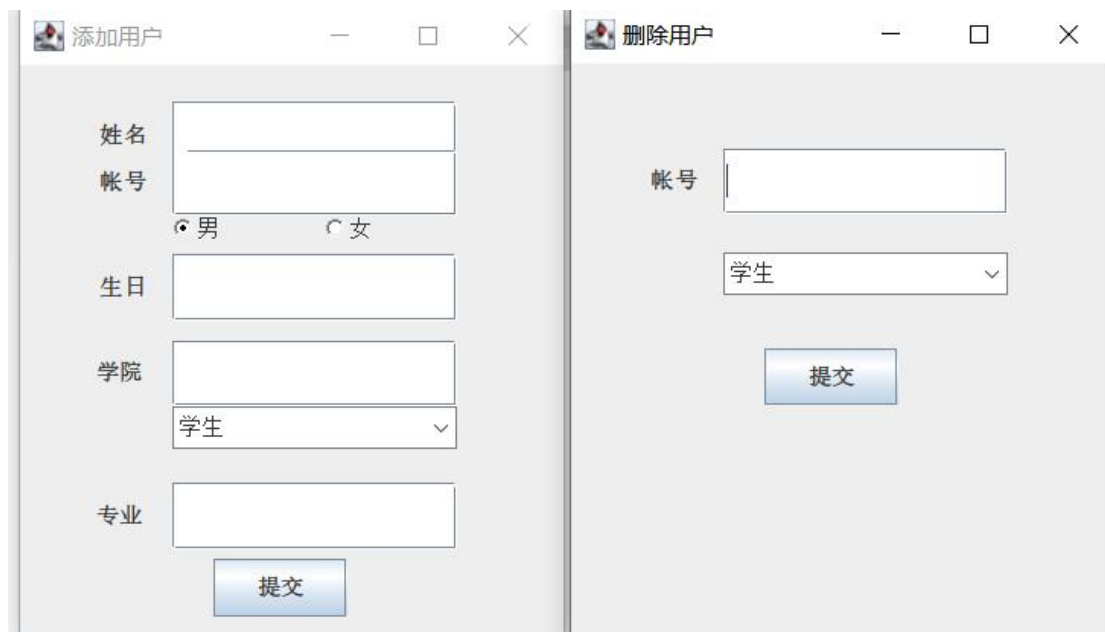 添加用户
姓名
帐号
男 女
生日
学院
学生
专业
提交
删除用户
帐号
学生
提交